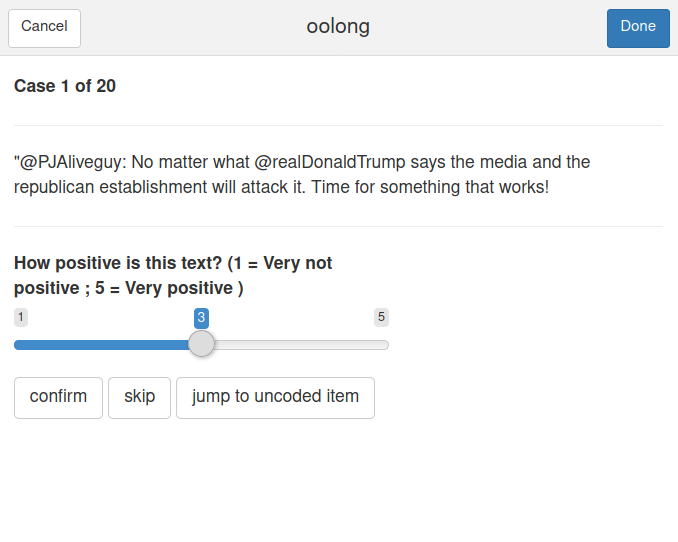 Cancel
oolong
Done
Case 1 of 20
"@PJAliveguy: No matter what @realDonaldTrump says the media and the
republican establishment will attack it. Time for something that works!
How positive is this text? (1 = Very not
positive ; 5 = Very positive )
1
3
5
confirm
skip
jump to uncoded item